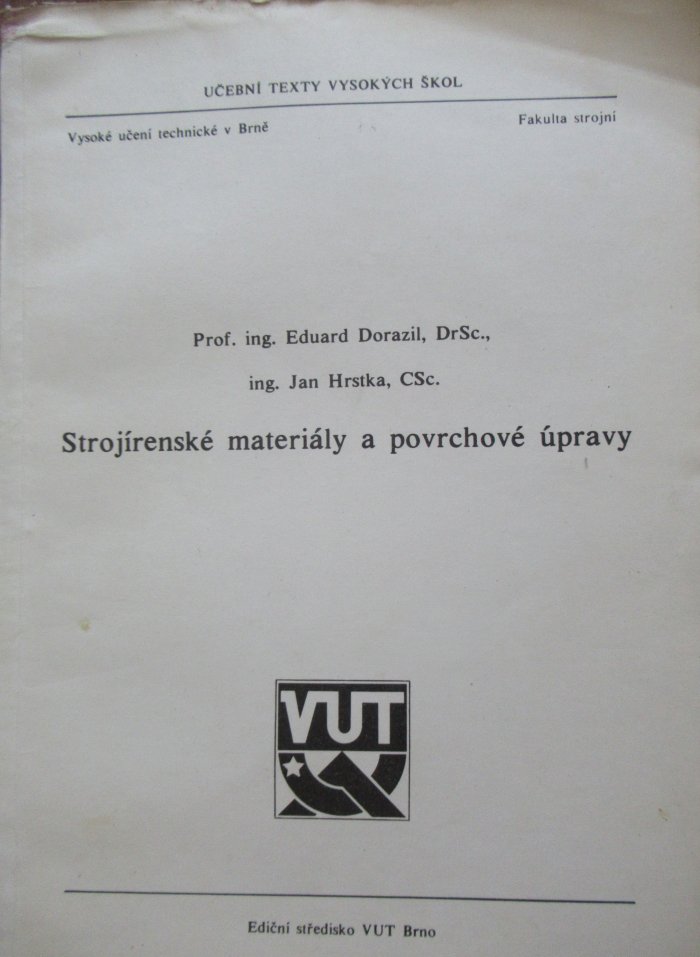 UČEBNÍ TEXTY VYSOKÝCH ŠKOL
Vysoké učení technické v Brně
Fakulta strojní
Prof. ing. Eduard Dorazil, DrSc.,
ing. Jan Hrstka, CSc.
Strojírenské materiály a povrchové úpravy
VUT
Ediční středisko VUT Brno